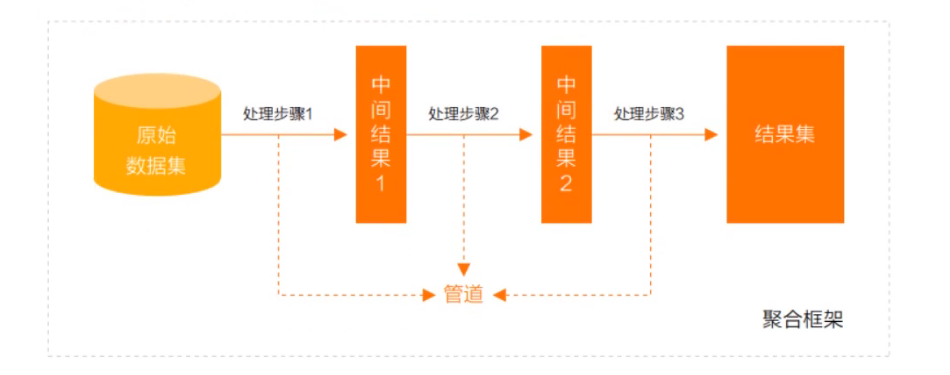 处理步骤1
处理步骤2
处理步骤3
原始
数据集
中间结果1
中间结果2
结果集
管道
聚合框架